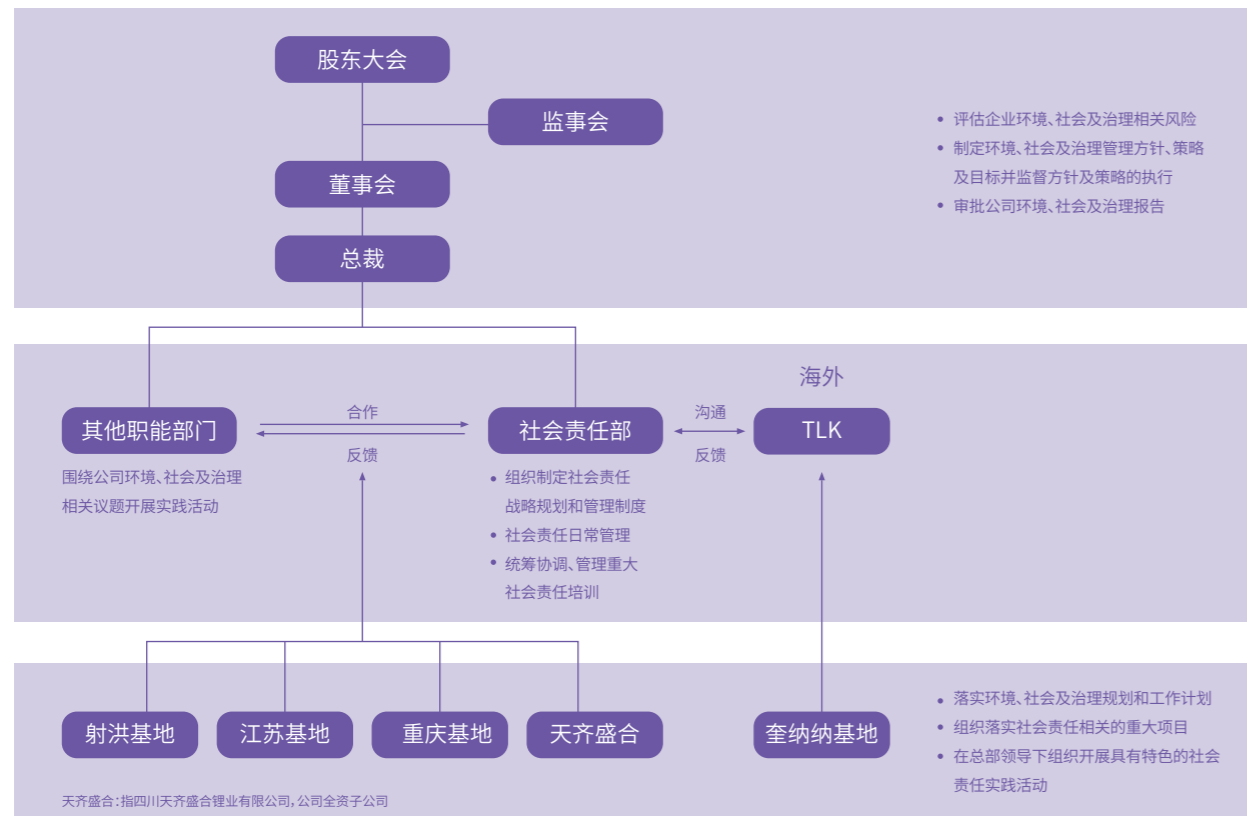 股东大会
监事会
董事会
总裁
• 评估企业环境、社会及治理相关风险
• 制定环境、社会及治理管理方针、策略
及目标并监督方针及策略的执行
• 审批公司环境、社会及治理报告
海外
其他职能部门
合作
反馈
社会责任部
沟通
反馈
TLK
围绕公司环境、社会及治理
相关议题开展实践活动
• 组织制定社会责任
战略规划和管理制度
• 社会责任日常管理
• 统筹协调、管理重大
社会责任培训
射洪基地
江苏基地
重庆基地
天齐盛合
奎纳纳基地
• 落实环境、社会及治理规划和工作计划
• 组织落实社会责任相关的重大项目
• 在总部领导下组织开展具有特色的社会
责任实践活动
天齐盛合:指四川天齐盛合锂业有限公司,公司全资子公司